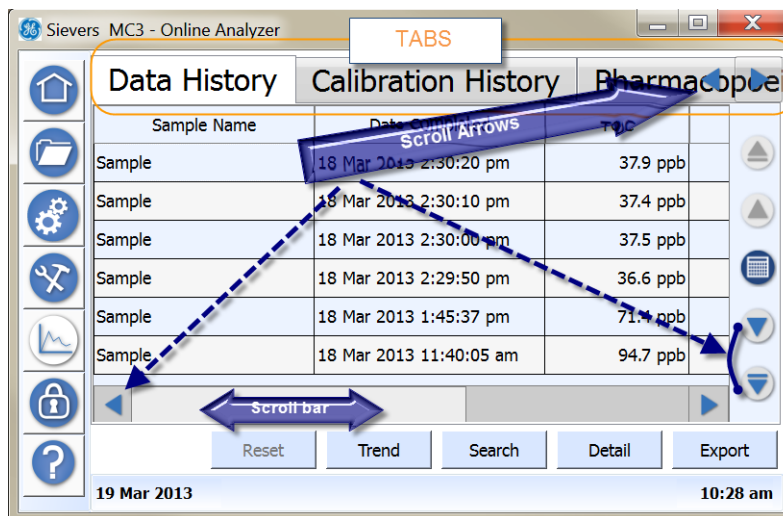 Sievers MC3 - Online Analyzer
TABS
Data History Calibration History Pharmacopoei
Sample Name TOC
Scroll Arrows
Sample 18 Mar 2013 2:30:20 pm 37.9 ppb
Sample 18 Mar 2013 2:30:10 pm 37.4 ppb
Sample 18 Mar 2013 2:30:00 pm 37.5 ppb
Sample 18 Mar 2013 2:29:50 pm 36.6 ppb
Sample 18 Mar 2013 1:45:37 pm 71.4 ppb
Sample 18 Mar 2013 11:40:05 am 94.7 ppb
Scroll bar
Reset Trend Search Detail Export
19 Mar 2013 10:28 am